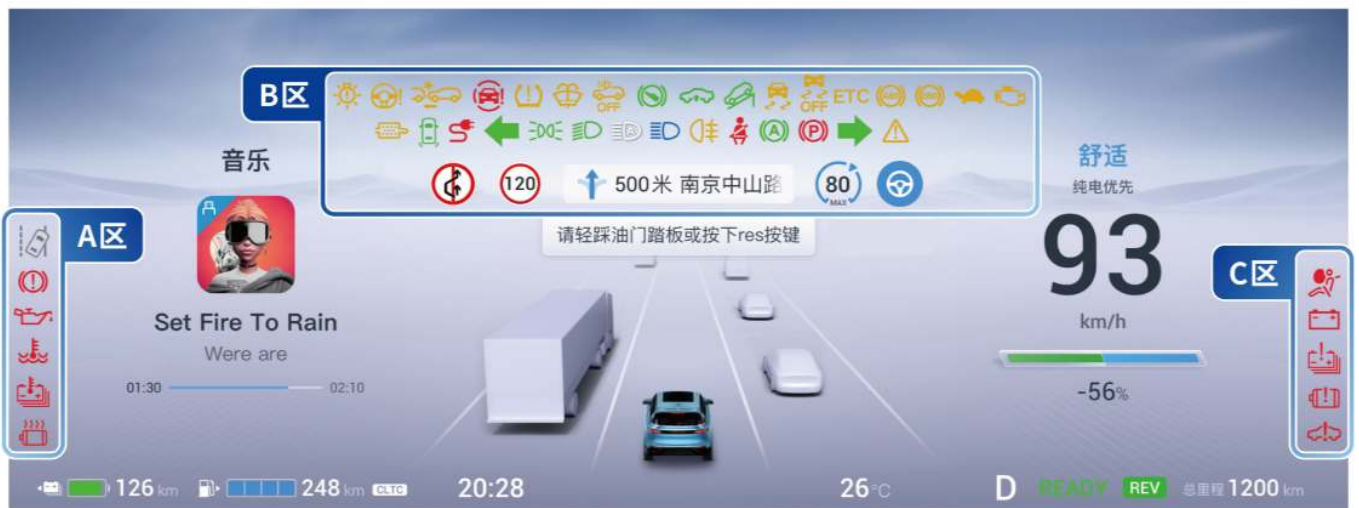 B区
OFF
OFF
ETC
120
500米 南京中山路
80
MAX
音乐
舒适
纯电优先
A区
请轻踩油门踏板或按下res按键
93
C区
Set Fire To Rain
km/h
Were are
01:30
02:10
-56%
126 km
248 km CLTC
20:28
26°C
D READY REV 总里程 1200 km